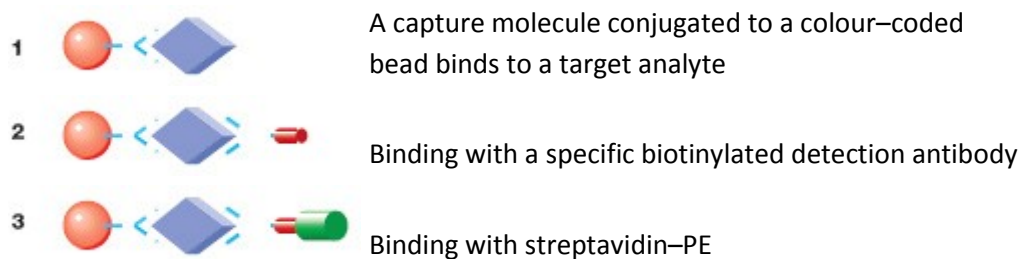 1 A capture molecule conjugated to a colour–coded
bead binds to a target analyte
2 Binding with a specific biotinylated detection antibody
3 Binding with streptavidin–PE